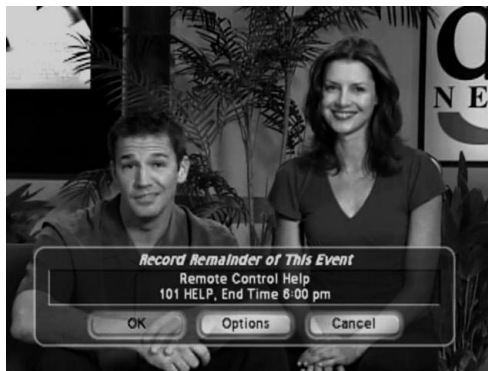 NE
Record Remainder of This Event
Remote Control Help
101 HELP, End Time 6:00 pm
OK
Options
Cancel